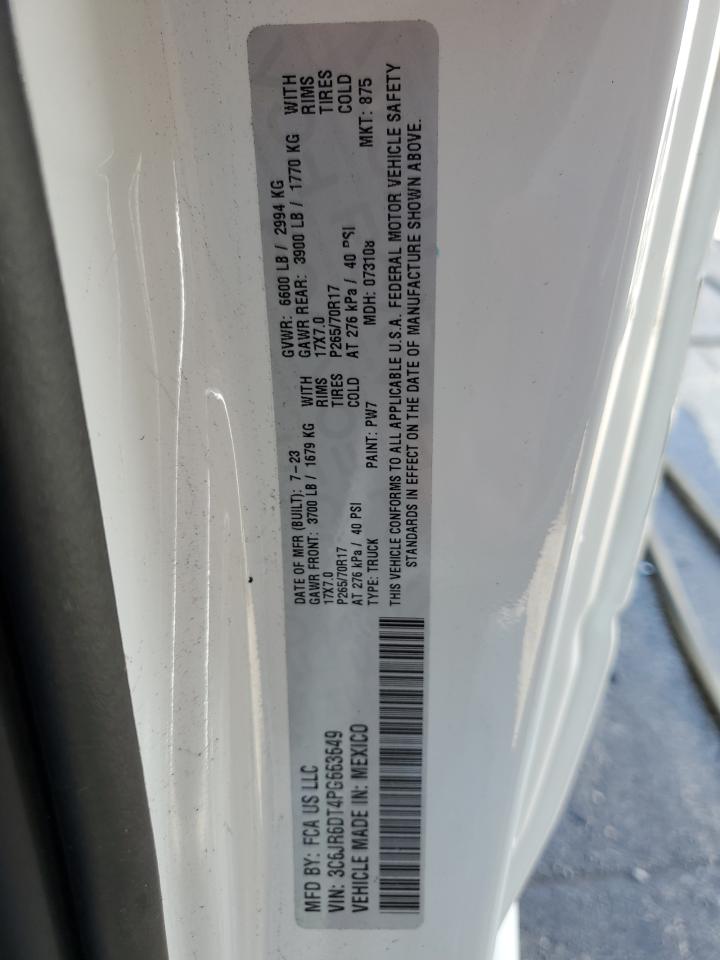 MFD BY: FCA US LLC
VIN: 3C6JR6DT4PG663649
VEHICLE MADE IN: MEXICO
DATE OF MFR (BUILT): 7-23 GVWR: 6600 LB / 2994 KG
GAWR FRONT: 3700 LB / 1679 KG WITH GAWR REAR: 3900 LB / 1770 KG WITH
17X7.0 RIMS 17X7.0 RIMS
P265/70R17 TIRES P265/70R17 TIRES
AT 276 kPa / 40 PSI COLD AT 276 kPa / 40 PSI COLD
TYPE: TRUCK PAINT: PW7 MDH: 073108 MKT: 875
THIS VEHICLE CONFORMS TO ALL APPLICABLE U.S.A. FEDERAL MOTOR VEHICLE SAFETY
STANDARDS IN EFFECT ON THE DATE OF MANUFACTURE SHOWN ABOVE.